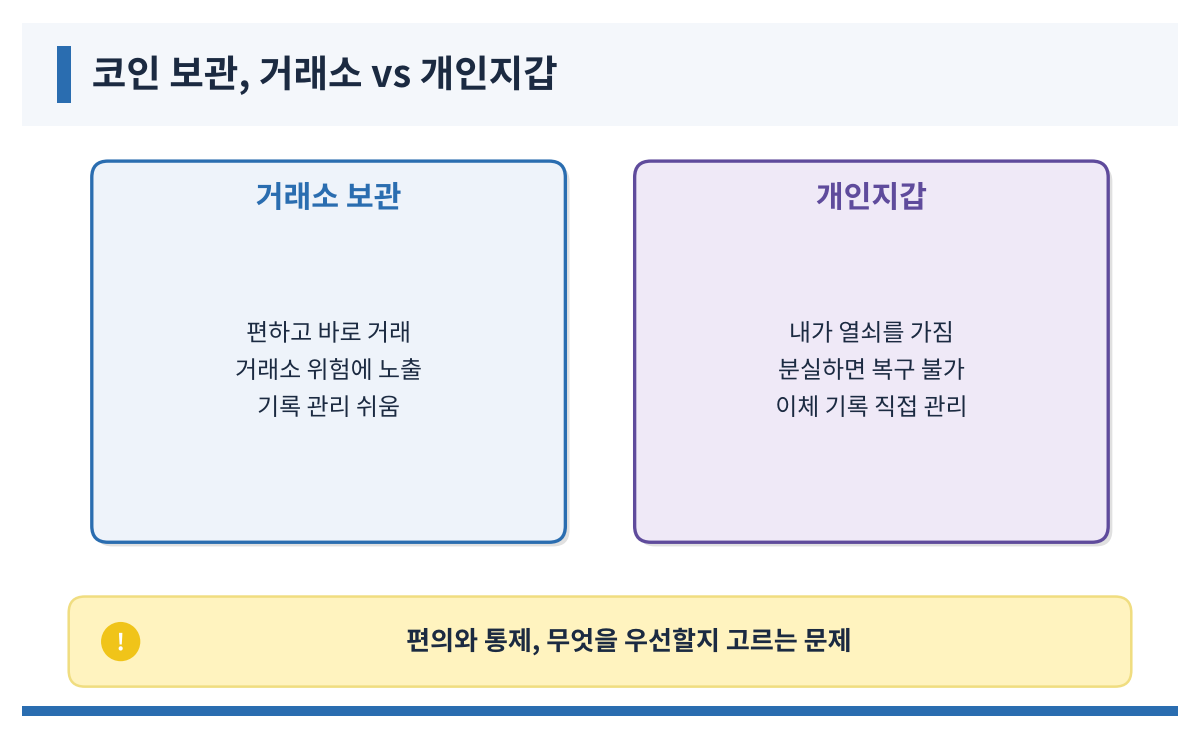 코인 보관, 거래소 vs 개인지갑
거래소 보관
편하고 바로 거래
거래소 위험에 노출
기록 관리 쉬움
개인지갑
내가 열쇠를 가짐
분실하면 복구 불가
이체 기록 직접 관리
!
편의와 통제, 무엇을 우선할지 고르는 문제